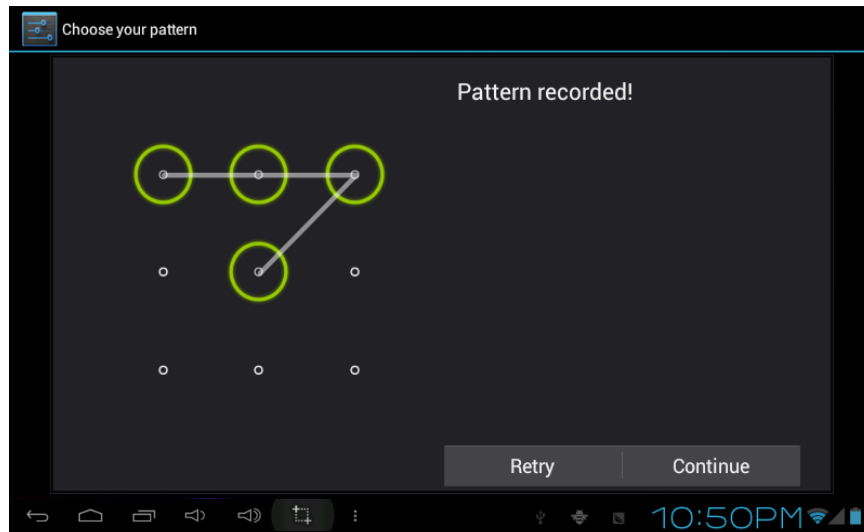 Choose your pattern
Pattern recorded!
Retry
Continue
10:50PM